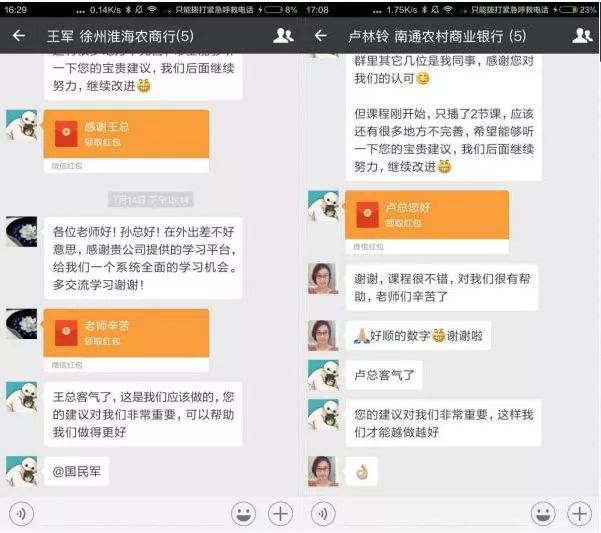 16:29
0.14K/s
只能拨打紧急呼救电话
9%
王军 徐州淮海农商行(5)
一下您的宝贵建议，我们后面继续
努力，继续改进😁
感谢王总
领取红包
微信红包
7月14日 下午15:14
各位老师好！孙总好！在外出差不好
意思，感谢贵公司提供的学习平台，
给我们一个系统全面的学习机会。
多交流学习谢谢！
老师辛苦
领取红包
微信红包
王总客气了，这是我们应该做的，您
的建议对我们非常重要，可以帮助
我们做得更好
@国民军
17:08
1.75K/s
只能拨打紧急呼救电话
23%
卢林铃 南通农村商业银行 (5)
群里其它几位是我同事，感谢您对
我们的认可😁
但课程刚开始，只播了2节课，应该
还有很多地方不完善，希望能够听
一下您的宝贵建议，我们后面继续
努力，继续改进😁
卢总您好
领取红包
微信红包
谢谢，课程很不错，对我们很有帮
助，老师们辛苦了
🙏好顺的数字😁谢谢啦
卢总客气了
您的建议对我们非常重要，这样我
们才能越做越好
👌